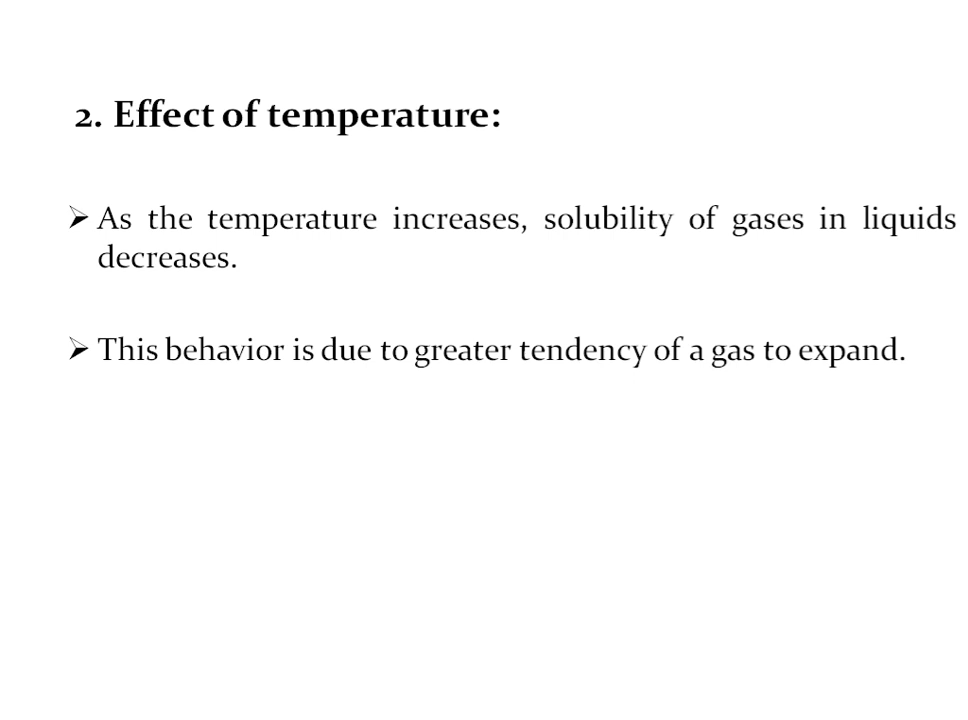 2. Effect of temperature:
➢ As the temperature increases, solubility of gases in liquids
decreases.
➢ This behavior is due to greater tendency of a gas to expand.